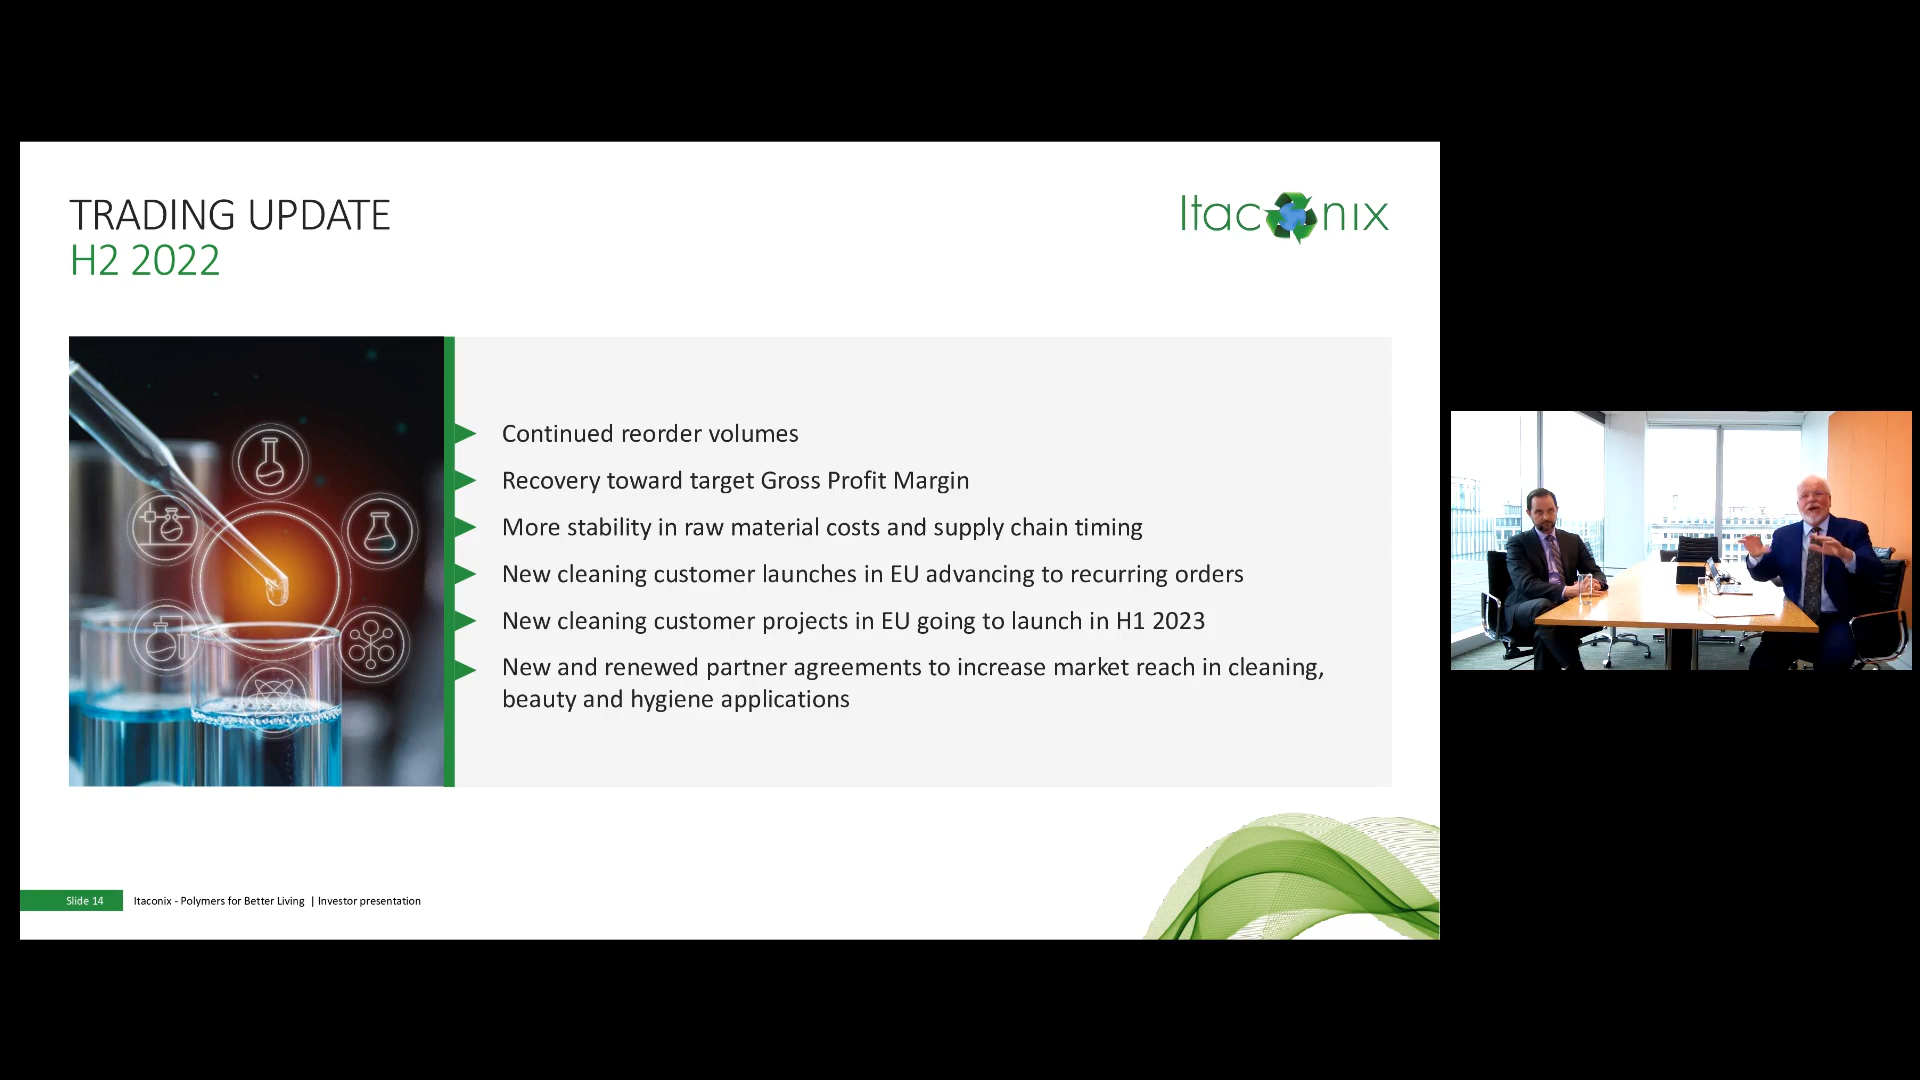 TRADING UPDATE
H2 2022
Itaconix
Continued reorder volumes
Recovery toward target Gross Profit Margin
More stability in raw material costs and supply chain timing
New cleaning customer launches in EU advancing to recurring orders
New cleaning customer projects in EU going to launch in H1 2023
New and renewed partner agreements to increase market reach in cleaning,
beauty and hygiene applications
Slide 14
Itaconix - Polymers for Better Living | Investor presentation